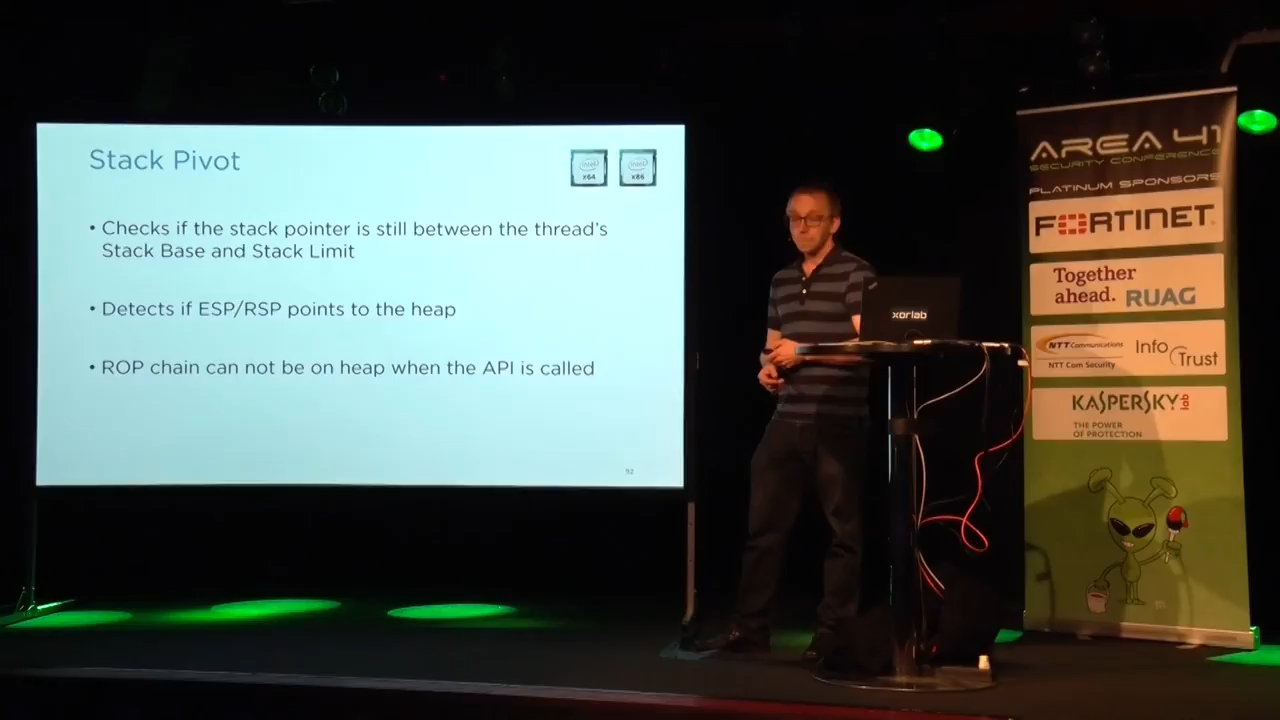 Stack Pivot
intel x64
intel x86
• Checks if the stack pointer is still between the thread's
Stack Base and Stack Limit
• Detects if ESP/RSP points to the heap
• ROP chain can not be on heap when the API is called
92
xorlab
AREA 41
SECURITY CONFERENCE
PLATINUM SPONSORS
FORTINET
Together
ahead. RUAG
NTT Communications
NTT Com Security
Info Trust
KASPERSKY lab
THE POWER
OF PROTECTION